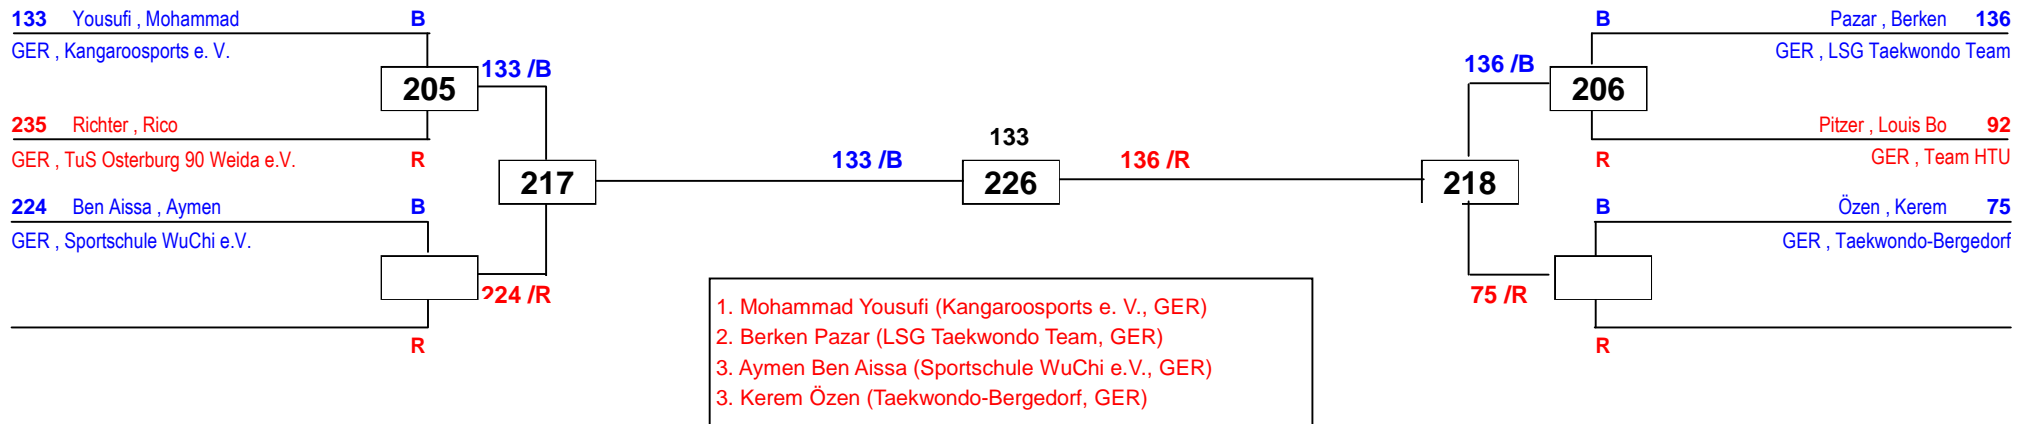 133 Yousufi , Mohammad B
GER , Kangaroosports e. V.
205
133 /B
235 Richter , Rico
GER , TuS Osterburg 90 Weida e.V. R
217
224 Ben Aissa , Aymen B
GER , Sportschule WuChi e.V.
224 /R
R
133 /B
133
226
136 /R
B Pazar , Berken 136
GER , LSG Taekwondo Team
136 /B
206
Pitzer , Louis Bo 92
R GER , Team HTU
218
B Özen , Kerem 75
GER , Taekwondo-Bergedorf
75 /R
R
1. Mohammad Yousufi (Kangaroosports e. V., GER)
2. Berken Pazar (LSG Taekwondo Team, GER)
3. Aymen Ben Aissa (Sportschule WuChi e.V., GER)
3. Kerem Özen (Taekwondo-Bergedorf, GER)